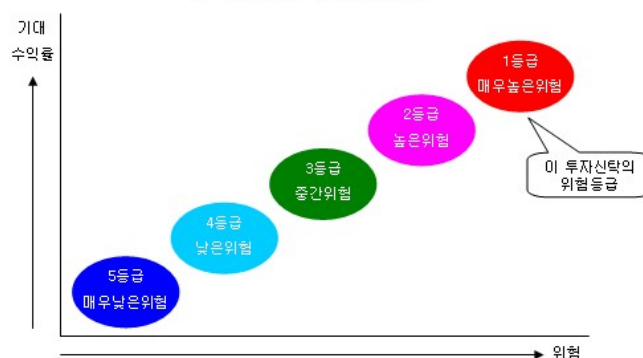 기대
수익률
1등급
매우높은위험
2등급
높은위험
이 투자신탁의
위험등급
3등급
중간위험
4등급
낮은위험
5등급
매우낮은위험
위험